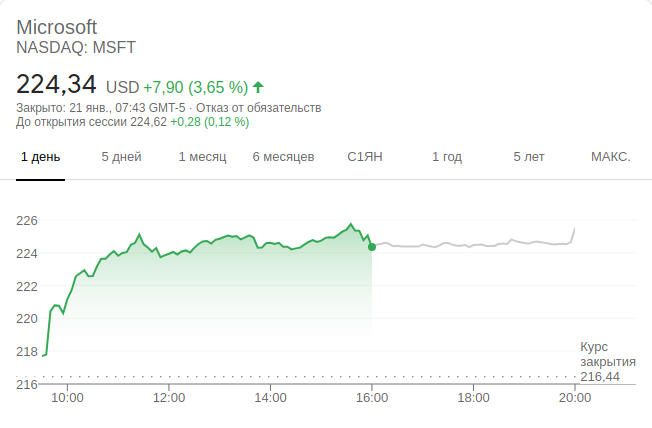 Microsoft
NASDAQ: MSFT
224,34 USD +7,90 (3,65 %)
Закрыто: 21 янв., 07:43 GMT-5 · Отказ от обязательств
До открытия сессии 224,62 +0,28 (0,12 %)
1 день 5 дней 1 месяц 6 месяцев С1ЯН 1 год 5 лет МАКС.
226
224
222
220
218
Курс
закрытия
216,44
216
10:00 12:00 14:00 16:00 18:00 20:00